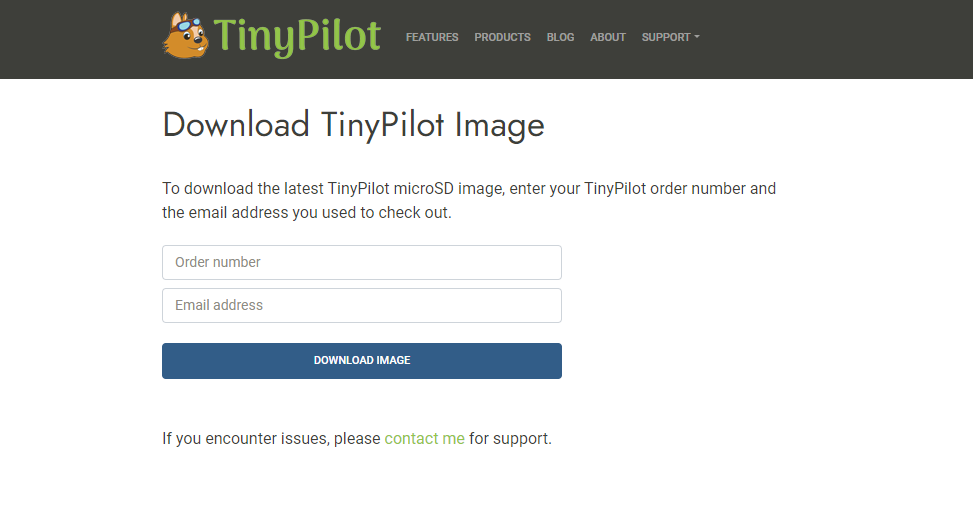 TinyPilot
FEATURES PRODUCTS BLOG ABOUT SUPPORT
Download TinyPilot Image
To download the latest TinyPilot microSD image, enter your TinyPilot order number and
the email address you used to check out.
Order number
Email address
DOWNLOAD IMAGE
If you encounter issues, please contact me for support.